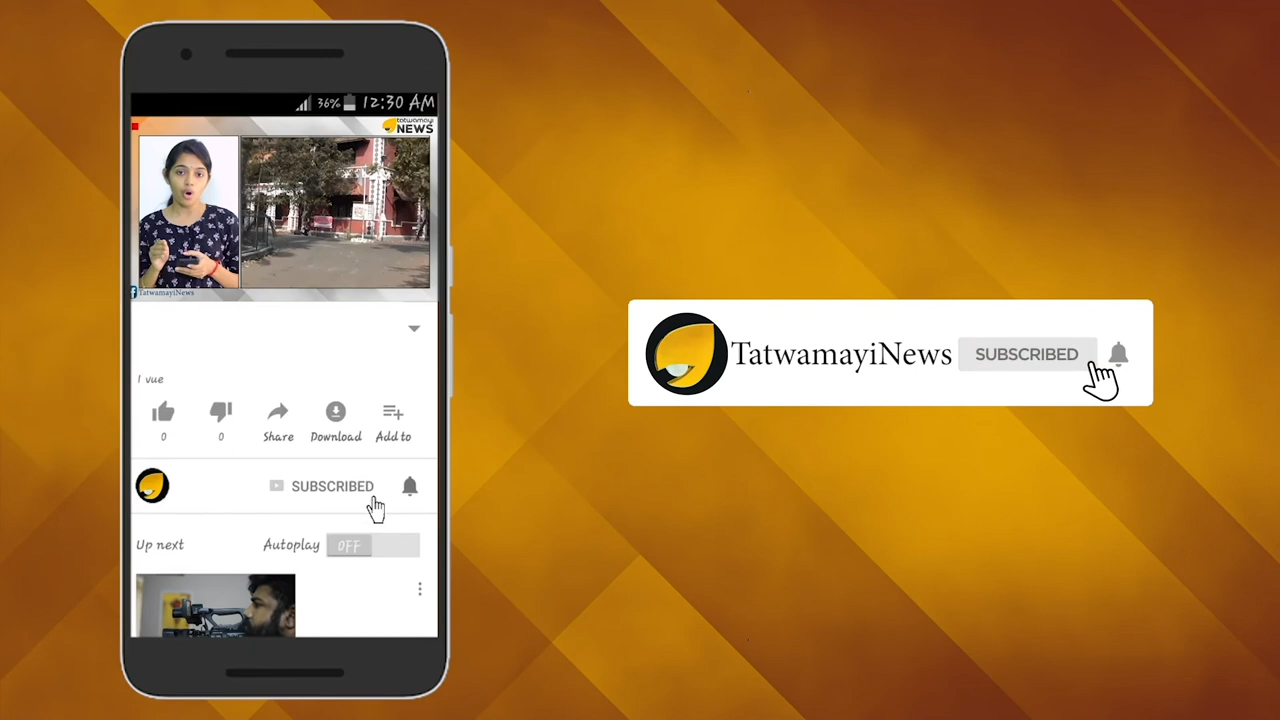 36% 12:30 AM
tatwamayi
NEWS
TatwamayiNews
1 vue
0 0 Share Download Add to
SUBSCRIBED
Up next Autoplay OFF
TatwamayiNews SUBSCRIBED